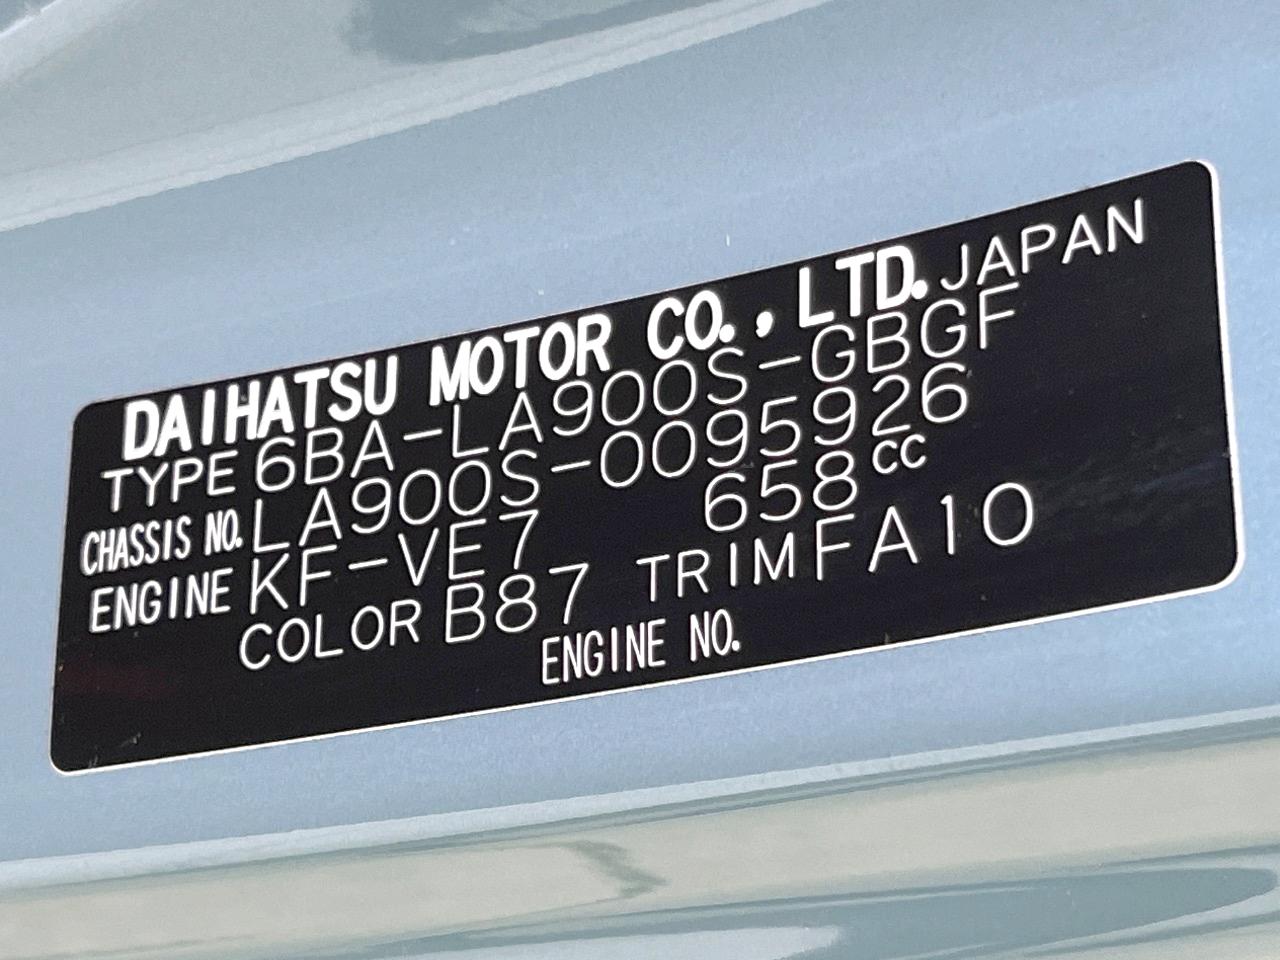 DAIHATSU MOTOR CO., LTD. JAPAN
TYPE 6BA-LA900S-GBGF
CHASSIS NO. LA900S-0095926
ENGINE KF-VE7 658cc
COLOR B87 TRIM FA10
ENGINE NO.